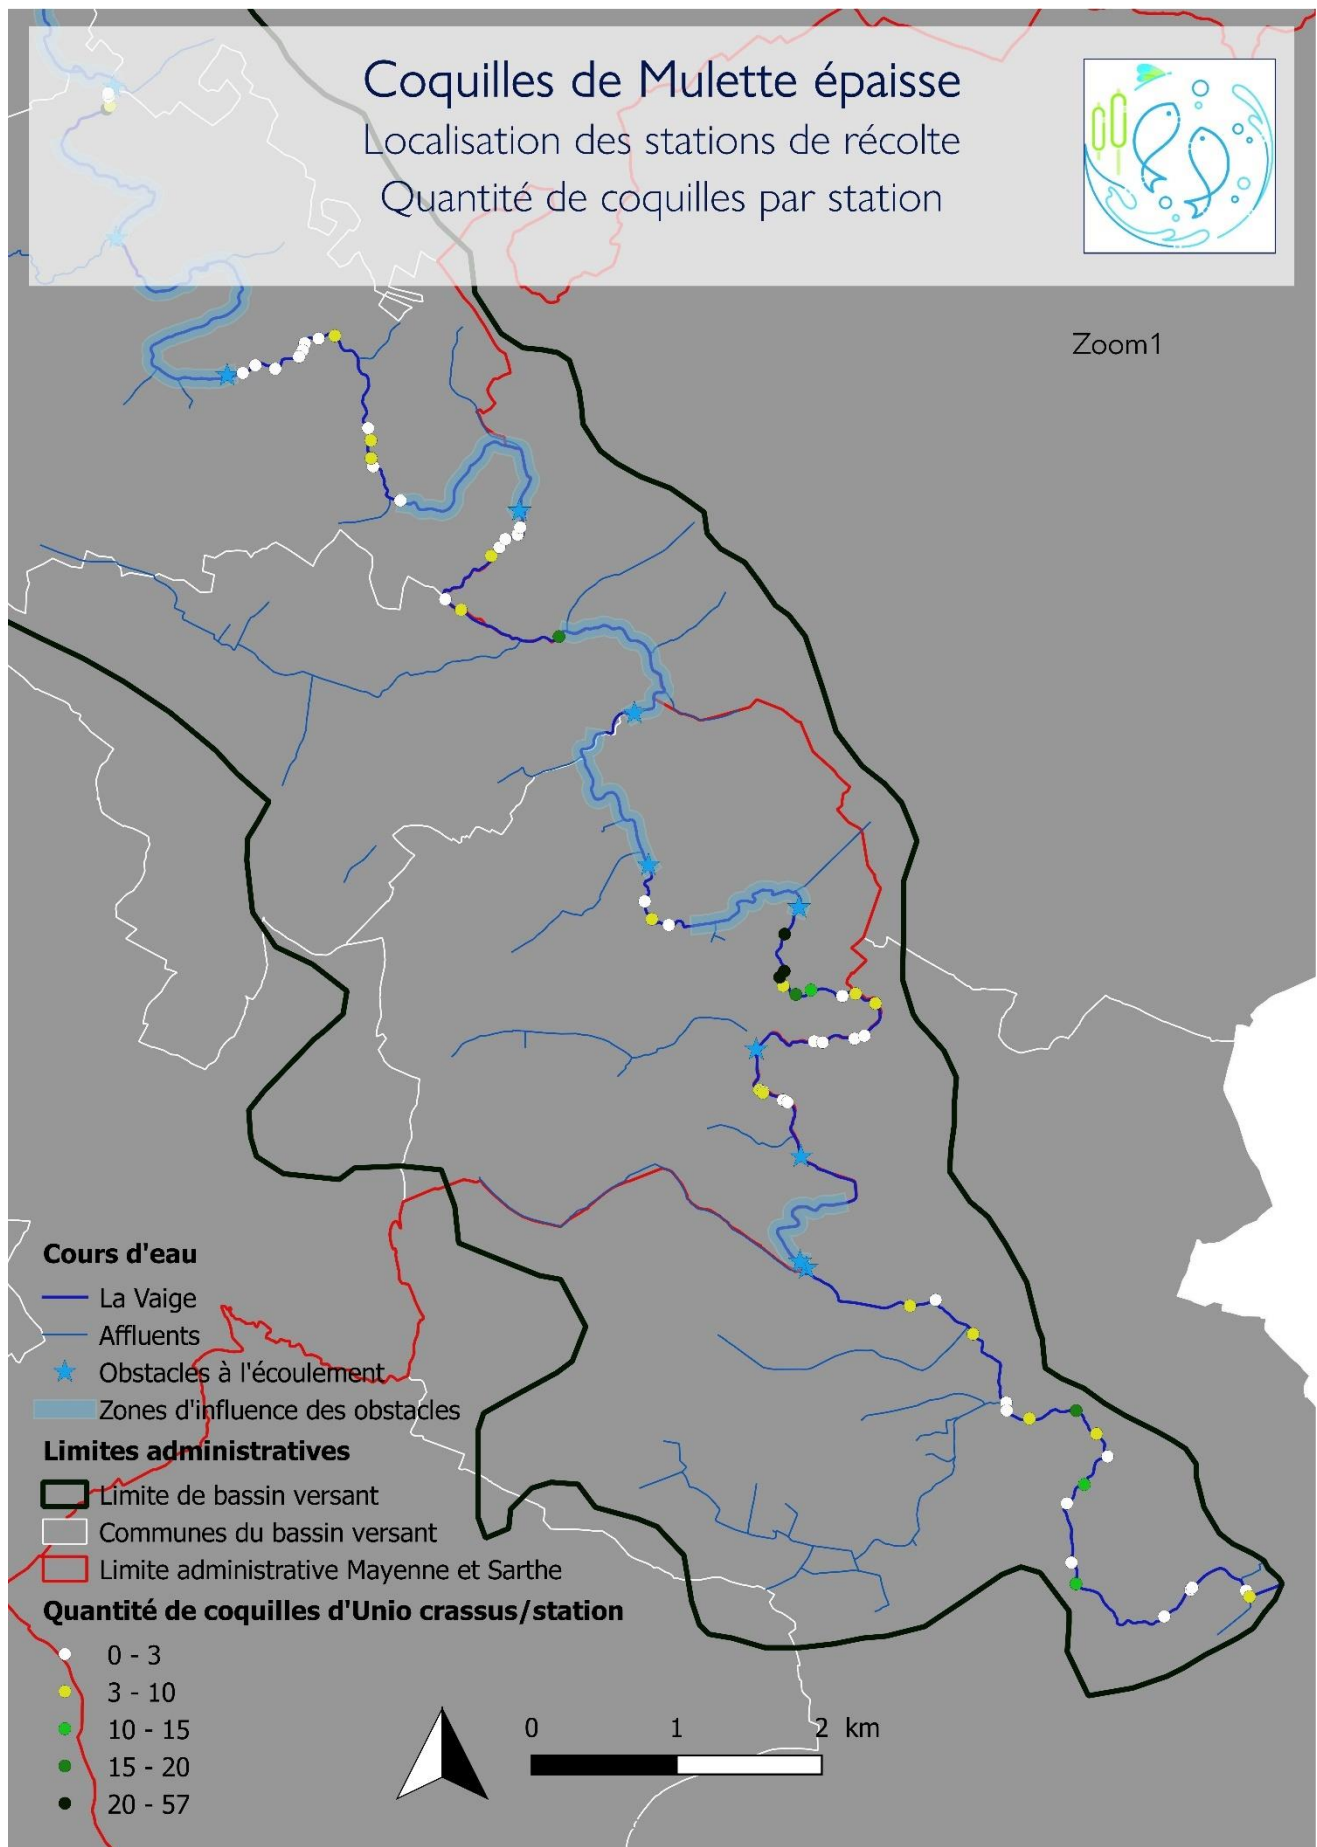 Coquilles de Mulette épaisse
Localisation des stations de récolte
Quantité de coquilles par station
Zoom1
Cours d'eau
La Vaige
Affluents
Obstacles à l'écoulement
Zones d'influence des obstacles
Limites administratives
Limite de bassin versant
Communes du bassin versant
Limite administrative Mayenne et Sarthe
Quantité de coquilles d'Unio crassus/station
0 - 3
3 - 10
10 - 15
15 - 20
20 - 57
0 1 2 km